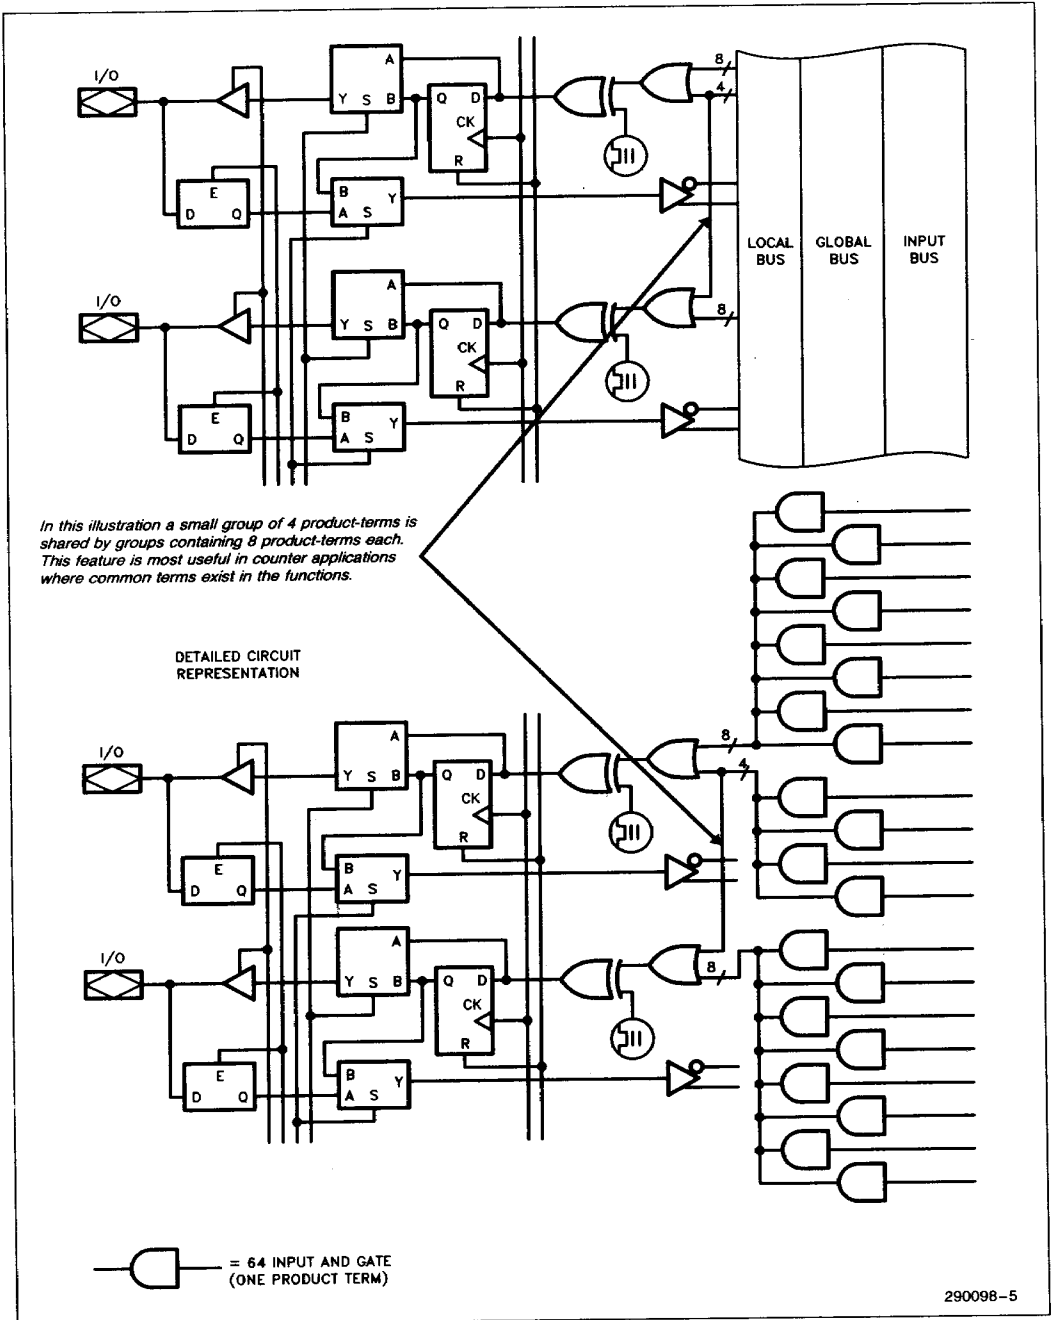 I/O
A
Y S B
Q D
CK
R
8
4
E
D Q
B
A S
Y
LOCAL
BUS
GLOBAL
BUS
INPUT
BUS
I/O
A
Y S B
Q D
CK
R
8
E
D Q
B
A S
Y
In this illustration a small group of 4 product-terms is
shared by groups containing 8 product-terms each.
This feature is most useful in counter applications
where common terms exist in the functions.
DETAILED CIRCUIT
REPRESENTATION
I/O
A
Y S B
Q D
CK
R
8
4
E
D Q
B
A S
Y
I/O
A
Y S B
Q D
CK
R
8
E
D Q
B
A S
Y
= 64 INPUT AND GATE
(ONE PRODUCT TERM)
290098-5